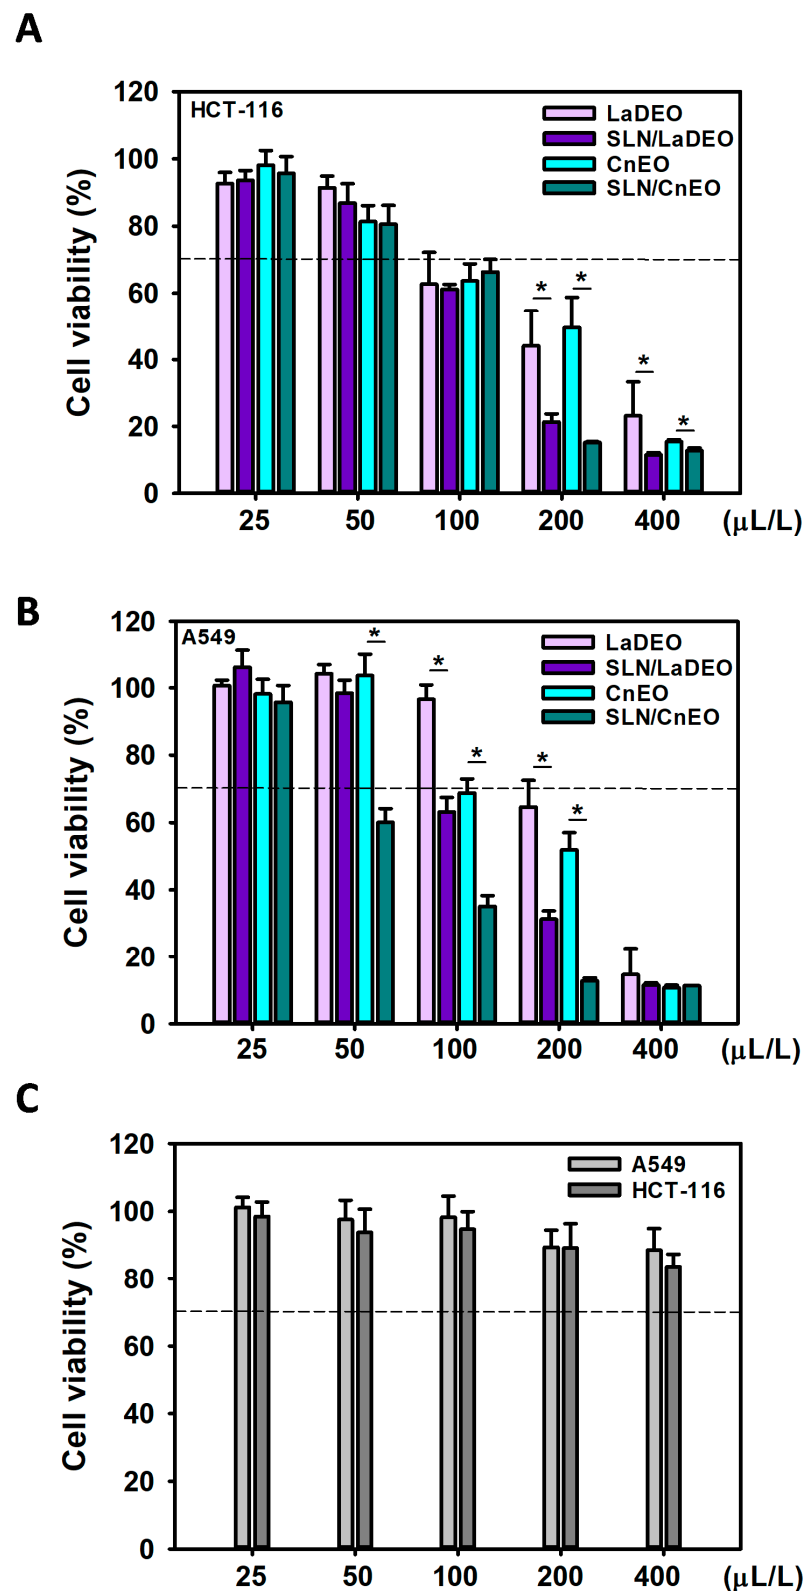 A
120
HCT-116
LaDEO
SLN/LaDEO
CnEO
SLN/CnEO
100
80
60
40
20
0
Cell viability (%)
* *
* *
25 50 100 200 400 (μL/L)
B
120
A549
LaDEO
SLN/LaDEO
CnEO
SLN/CnEO
100
80
60
40
20
0
Cell viability (%)
* * * * *
25 50 100 200 400 (μL/L)
C
120
A549
HCT-116
100
80
60
40
20
0
Cell viability (%)
25 50 100 200 400 (μL/L)